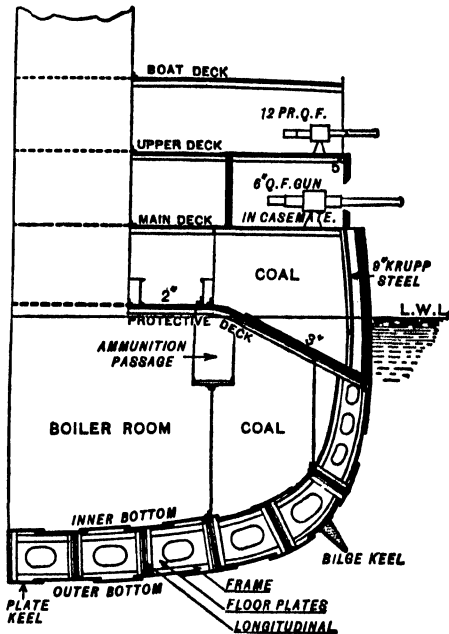 BOAT DECK
12 PR.Q.F.
UPPER DECK
6"
6"Q.F.GUN
IN CASEMATE.
MAIN DECK
COAL
9"KRUPP
STEEL
2"
L.W.L.
PROTECTIVE DECK
3"
AMMUNITION
PASSAGE
BOILER ROOM
COAL
INNER BOTTOM
BILGE KEEL
OUTER BOTTOM
FRAME
PLATE
KEEL
FLOOR PLATES
LONGITUDINAL